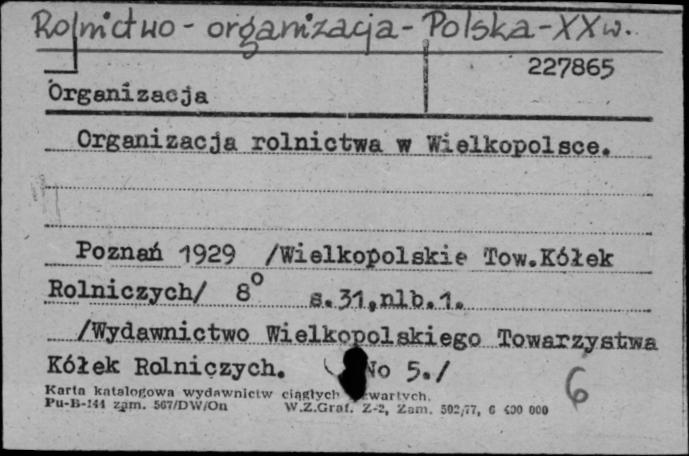 Rolnictwo - organizacja - Polska - XX w.
227865
Organizacja
Organizacja rolnictwa w Wielkopolsce.
Poznań 1929 /Wielkopolskie Tow.Kółek
Rolniczych/ 8° s.31,nlb.1.
/Wydawnictwo Wielkopolskiego Towarzystwa
Kółek Rolniczych. No 5./
6
Karta katalogowa wydawnictw ciągłych
Pu-B-144 zam. 567/DW/On W.Z.Graf. Z-2, Zam. 502/77, 6 400 000